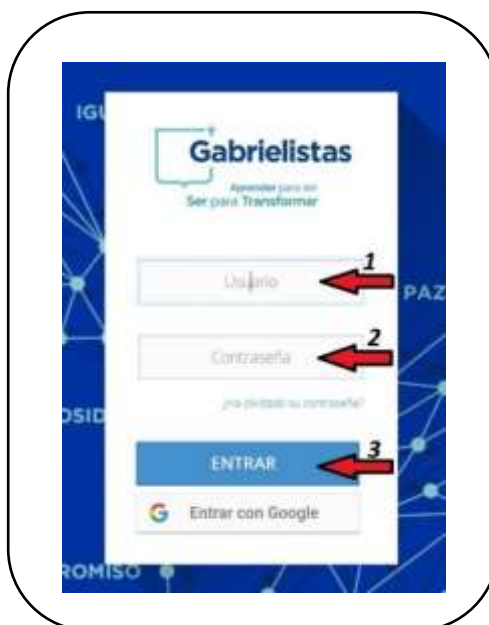 IGU
Gabrielistas
Aprender para ser
Ser para Transformar
1
Usuario
PAZ
2
Contraseña
¿Ha olvidado su contraseña?
OSID
3
ENTRAR
Entrar con Google
ROMISO